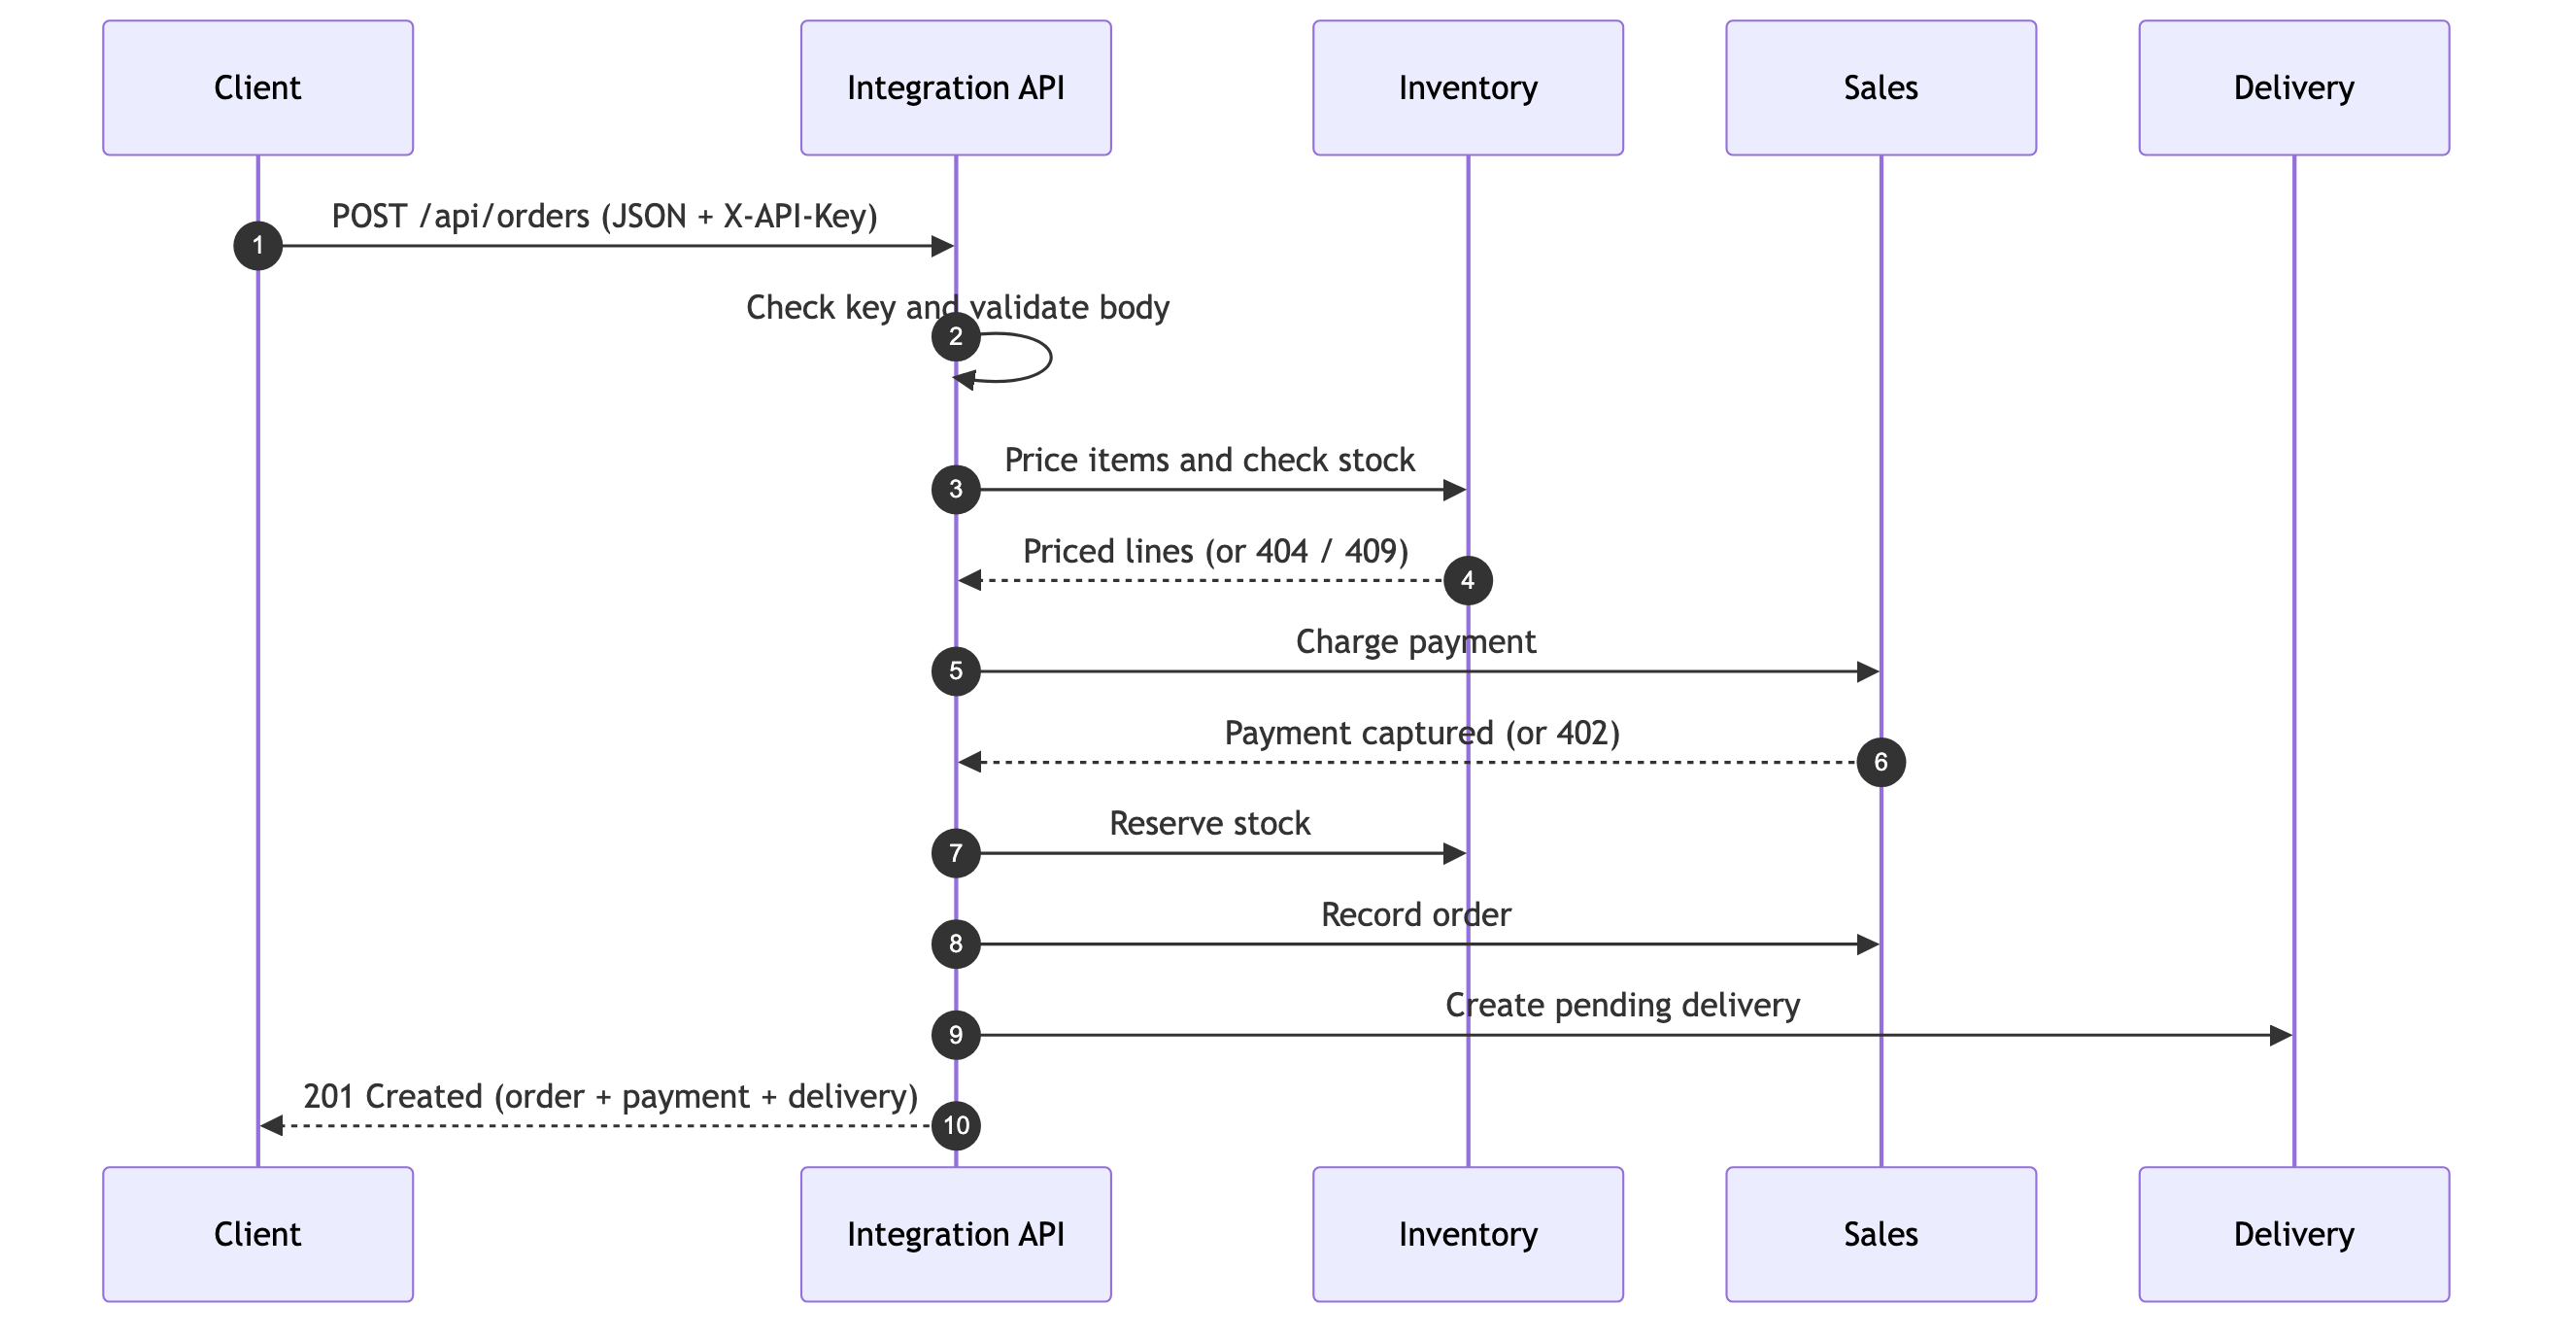 Client
Integration API
Inventory
Sales
Delivery
POST /api/orders (JSON + X-API-Key)
1
Check key and validate body
2
Price items and check stock
3
Priced lines (or 404 / 409)
4
Charge payment
5
Payment captured (or 402)
6
Reserve stock
7
Record order
8
Create pending delivery
9
201 Created (order + payment + delivery)
10
Client
Integration API
Inventory
Sales
Delivery